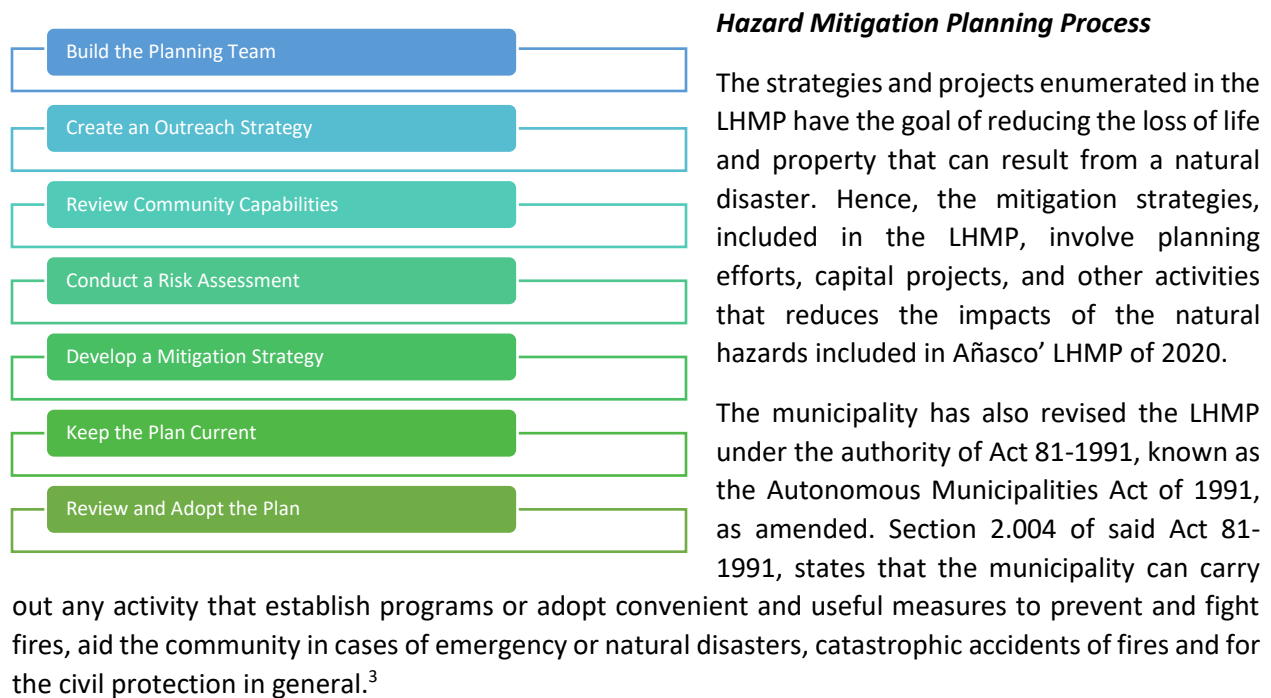 Build the Planning Team
Create an Outreach Strategy
Review Community Capabilities
Conduct a Risk Assessment
Develop a Mitigation Strategy
Keep the Plan Current
Review and Adopt the Plan
Hazard Mitigation Planning Process
The strategies and projects enumerated in the
LHMP have the goal of reducing the loss of life
and property that can result from a natural
disaster. Hence, the mitigation strategies,
included in the LHMP, involve planning
efforts, capital projects, and other activities
that reduces the impacts of the natural
hazards included in Añasco’ LHMP of 2020.
The municipality has also revised the LHMP
under the authority of Act 81-1991, known as
the Autonomous Municipalities Act of 1991,
as amended. Section 2.004 of said Act 81-
1991, states that the municipality can carry
out any activity that establish programs or adopt convenient and useful measures to prevent and fight
fires, aid the community in cases of emergency or natural disasters, catastrophic accidents of fires and for
the civil protection in general.3